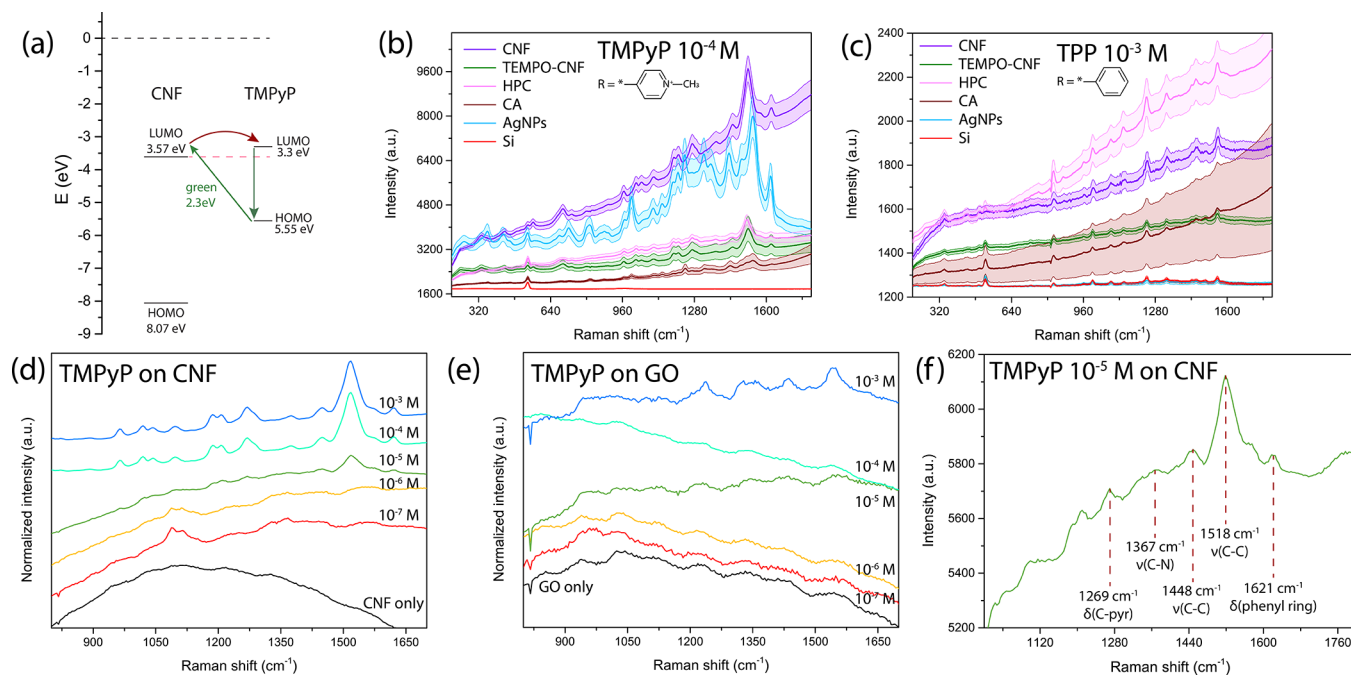 (a)
E (eV)
0
-1
-2
-3
-4
-5
-6
-7
-8
-9
CNF
TMPyP
LUMO
3.57 eV
LUMO
3.3 eV
green
2.3eV
HOMO
5.55 eV
HOMO
8.07 eV
(b)
TMPyP 10⁻⁴ M
CNF
TEMPO-CNF
HPC
CA
AgNPs
Si
R = *
N⁺
CH₃
Intensity (a.u.)
9600
8000
6400
4800
3200
1600
320
640
960
1280
1600
Raman shift (cm⁻¹)
(c)
TPP 10⁻³ M
CNF
TEMPO-CNF
HPC
CA
AgNPs
Si
R = *
Intensity (a.u.)
2400
2200
2000
1800
1600
1400
1200
320
640
960
1280
1600
Raman shift (cm⁻¹)
(d)
TMPyP on CNF
10⁻³ M
10⁻⁴ M
10⁻⁵ M
10⁻⁶ M
10⁻⁷ M
CNF only
Normalized intensity (a.u.)
900
1050
1200
1350
1500
1650
Raman shift (cm⁻¹)
(e)
TMPyP on GO
10⁻³ M
10⁻⁴ M
10⁻⁵ M
10⁻⁶ M
10⁻⁷ M
GO only
Normalized intensity (a.u.)
900
1050
1200
1350
1500
1650
Raman shift (cm⁻¹)
(f)
TMPyP 10⁻⁵ M on CNF
Intensity (a.u.)
6200
6000
5800
5600
5400
5200
1269 cm⁻¹
δ(C-pyr)
1367 cm⁻¹
ν(C-N)
1448 cm⁻¹
ν(C-C)
1518 cm⁻¹
ν(C-C)
1621 cm⁻¹
δ(phenyl ring)
1120
1280
1440
1600
1760
Raman shift (cm⁻¹)